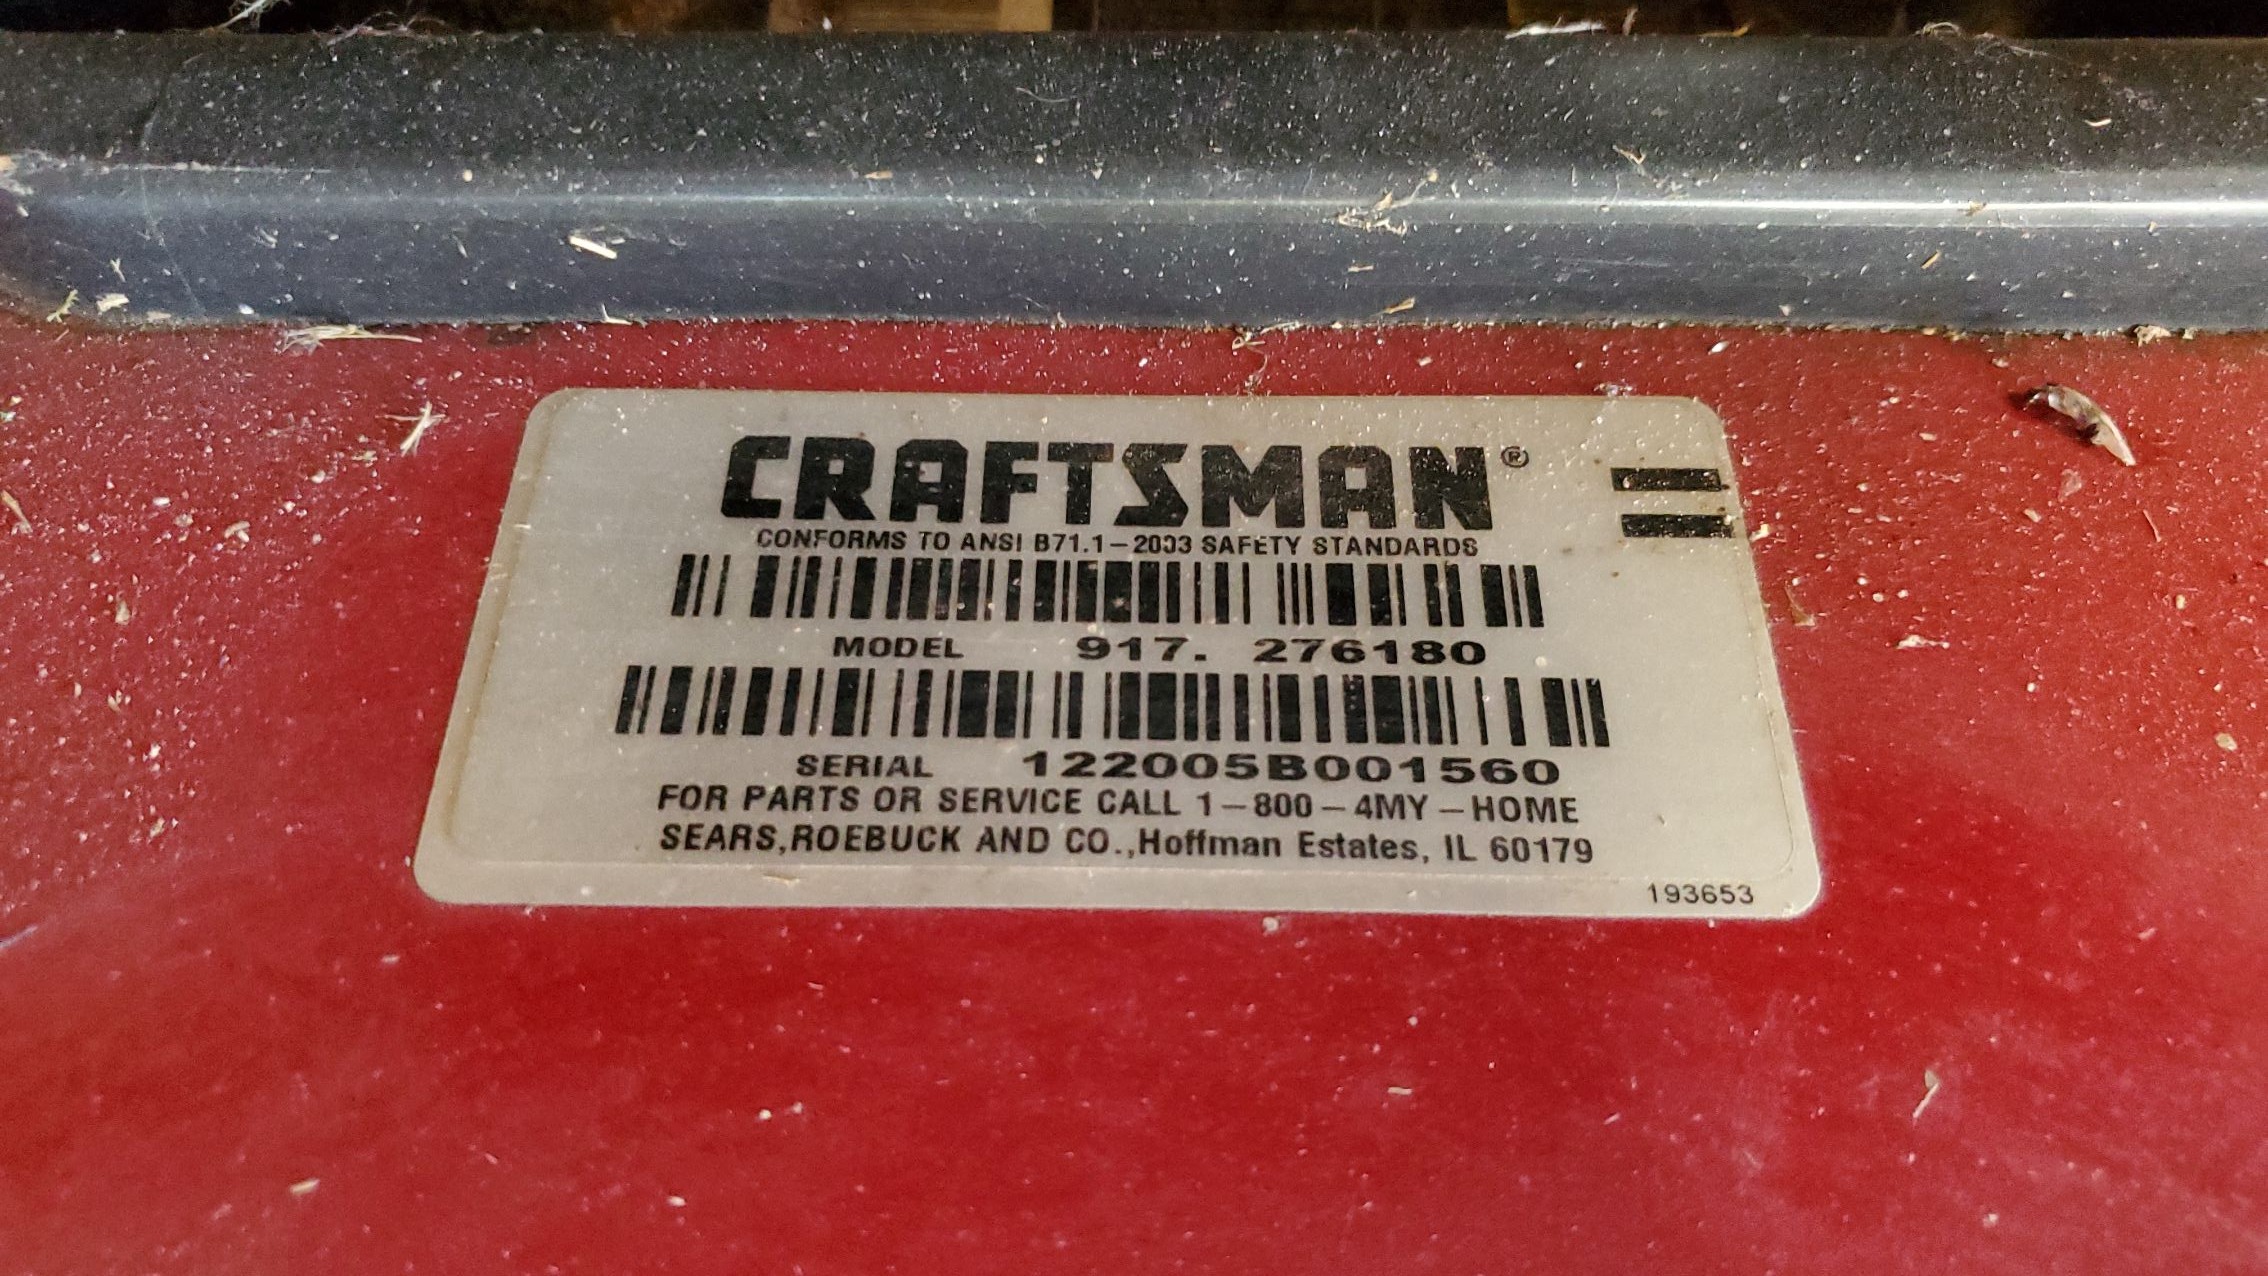 CRAFTSMAN®
CONFORMS TO ANSI B71.1-2003 SAFETY STANDARDS
MODEL 917. 276180
SERIAL 122005B001560
FOR PARTS OR SERVICE CALL 1-800-4MY-HOME
SEARS,ROEBUCK AND CO.,Hoffman Estates, IL 60179
193653